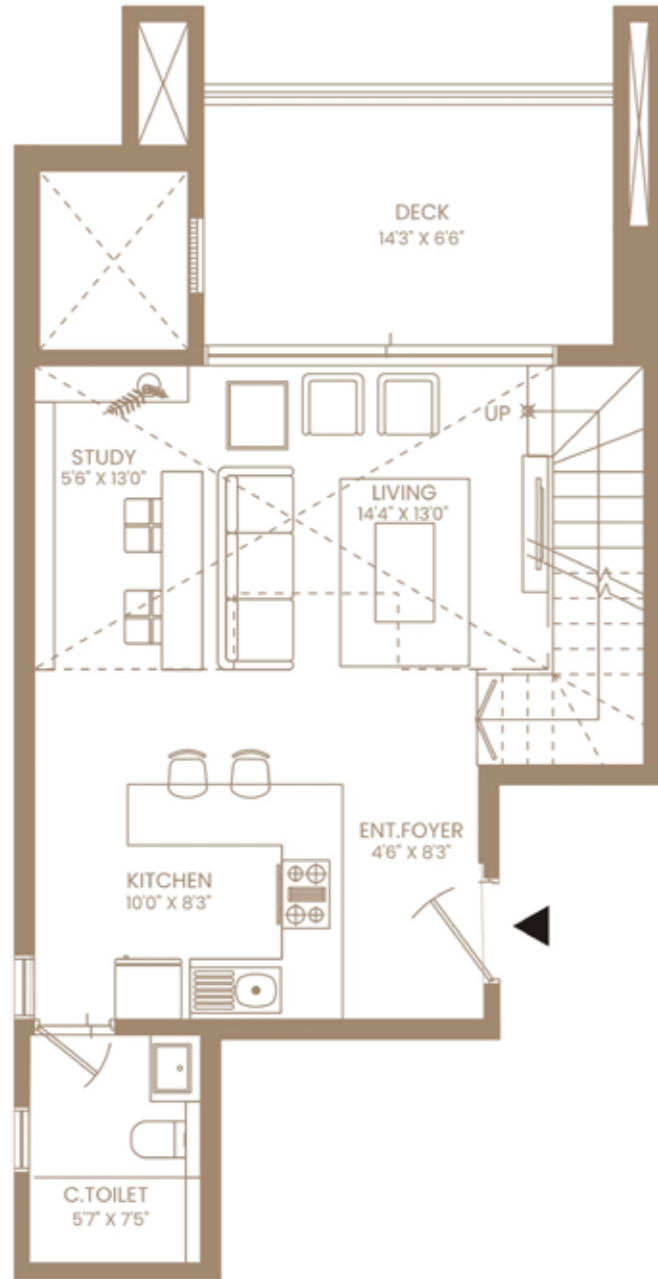 DECK
14'3" X 6'6"
UP
STUDY
5'6" X 13'0"
LIVING
14'4" X 13'0"
ENT.FOYER
4'6" X 8'3"
KITCHEN
10'0" X 8'3"
C.TOILET
5'7" X 7'5"